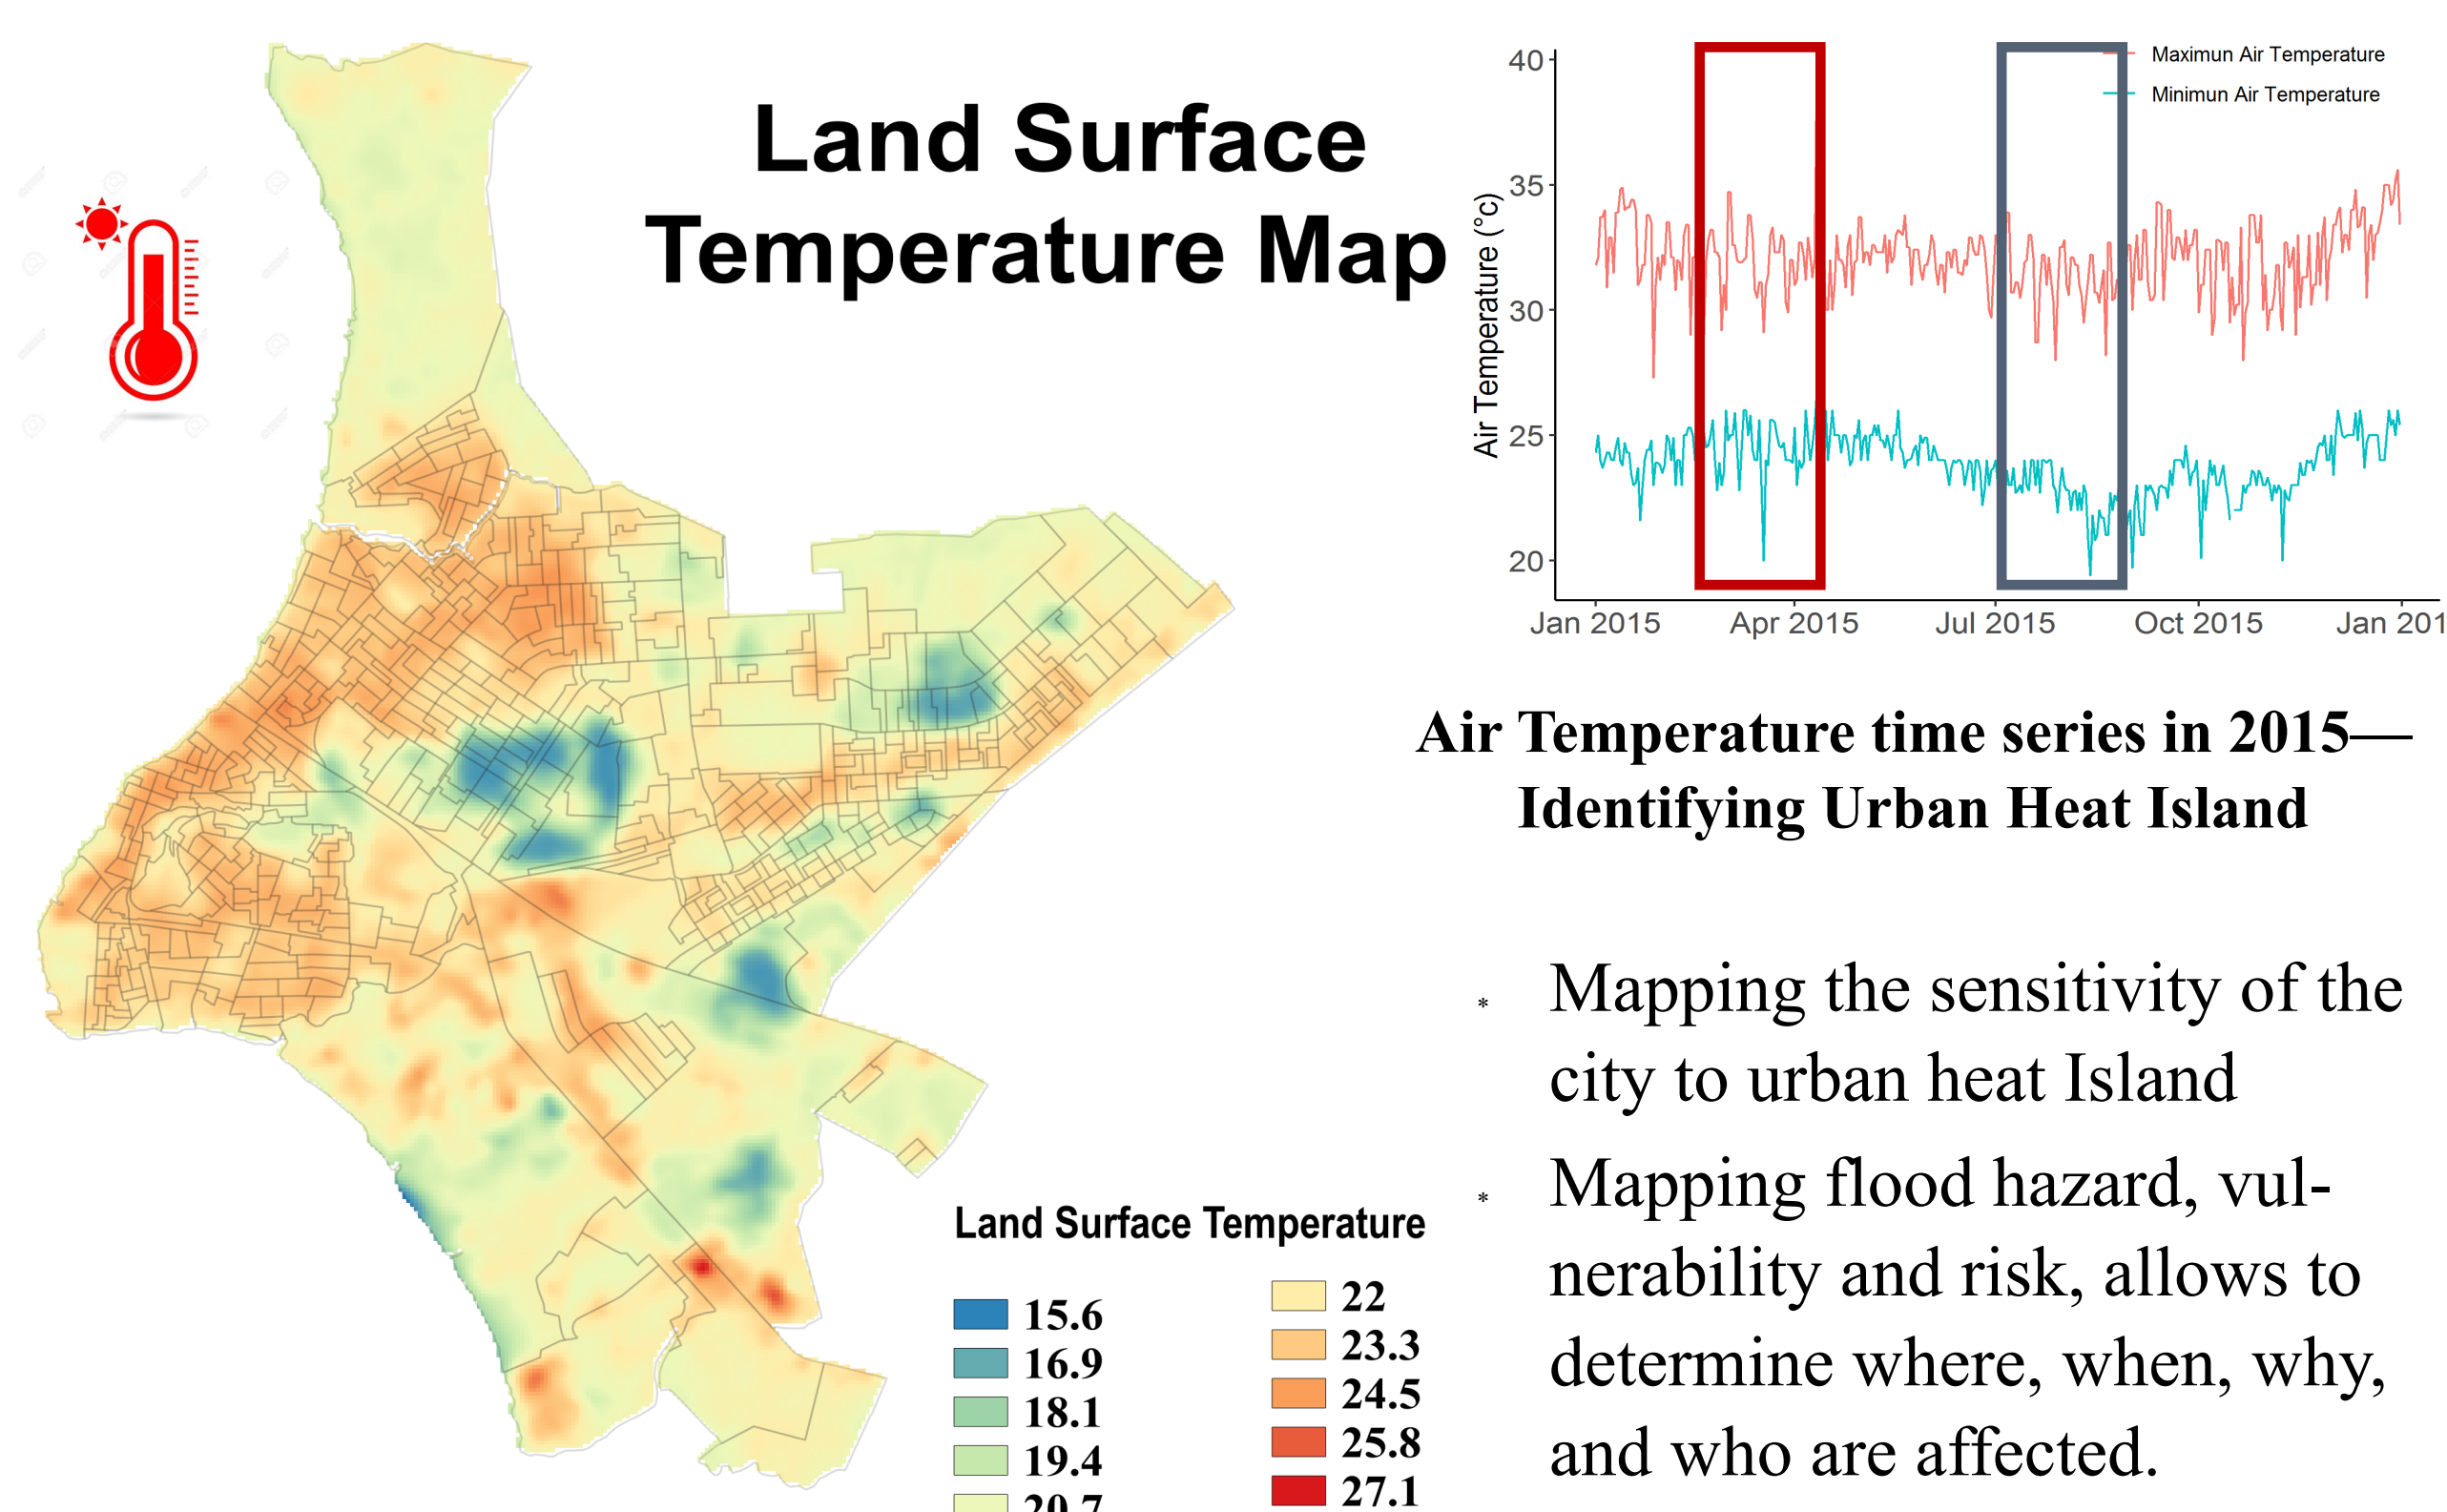 Land Surface
Temperature Map
40
35
30
25
20
Air Temperature (°c)
Maximun Air Temperature
Minimun Air Temperature
Jan 2015
Apr 2015
Jul 2015
Oct 2015
Jan 201
Air Temperature time series in 2015—
Identifying Urban Heat Island
* Mapping the sensitivity of the
city to urban heat Island
* Mapping flood hazard, vul-
nerability and risk, allows to
determine where, when, why,
and who are affected.
Land Surface Temperature
15.6
16.9
18.1
19.4
20.7
22
23.3
24.5
25.8
27.1